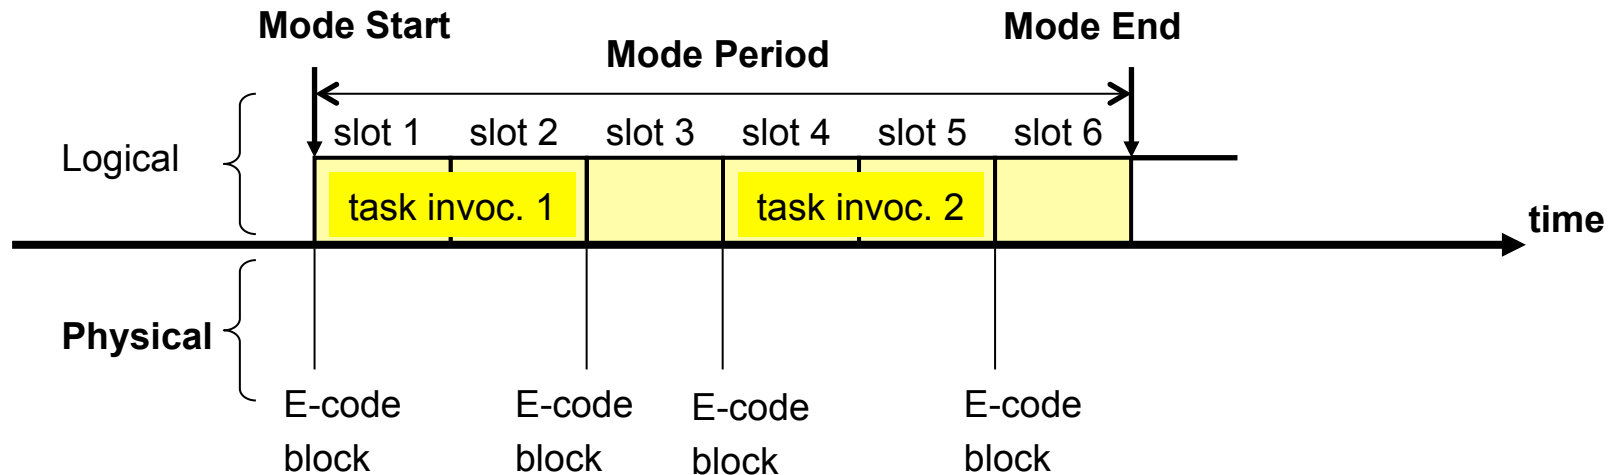 Mode Start
Mode End
Mode Period
slot 1 slot 2 slot 3 slot 4 slot 5 slot 6
Logical
task invoc. 1 task invoc. 2
time
Physical
E-code E-code E-code E-code
block block block block